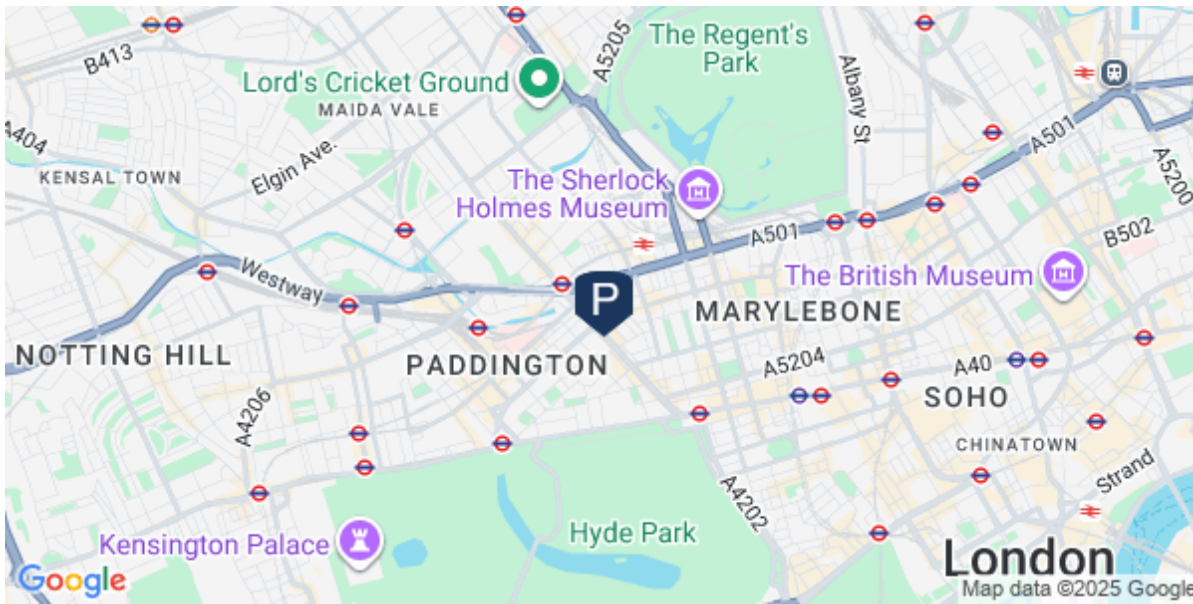 B413
A5205
The Regent's
Park
Lord's Cricket Ground
MAIDA VALE
Albany St
A404
A501
Elgin Ave.
KENSAL TOWN
A5200
The Sherlock
Holmes Museum
A501
B502
Westway
The British Museum
P
MARYLEBONE
NOTTING HILL
PADDINGTON
A5204
A40
SOHO
A4206
CHINATOWN
Strand
A4202
Hyde Park
Kensington Palace
London
Google
Map data ©2025 Google